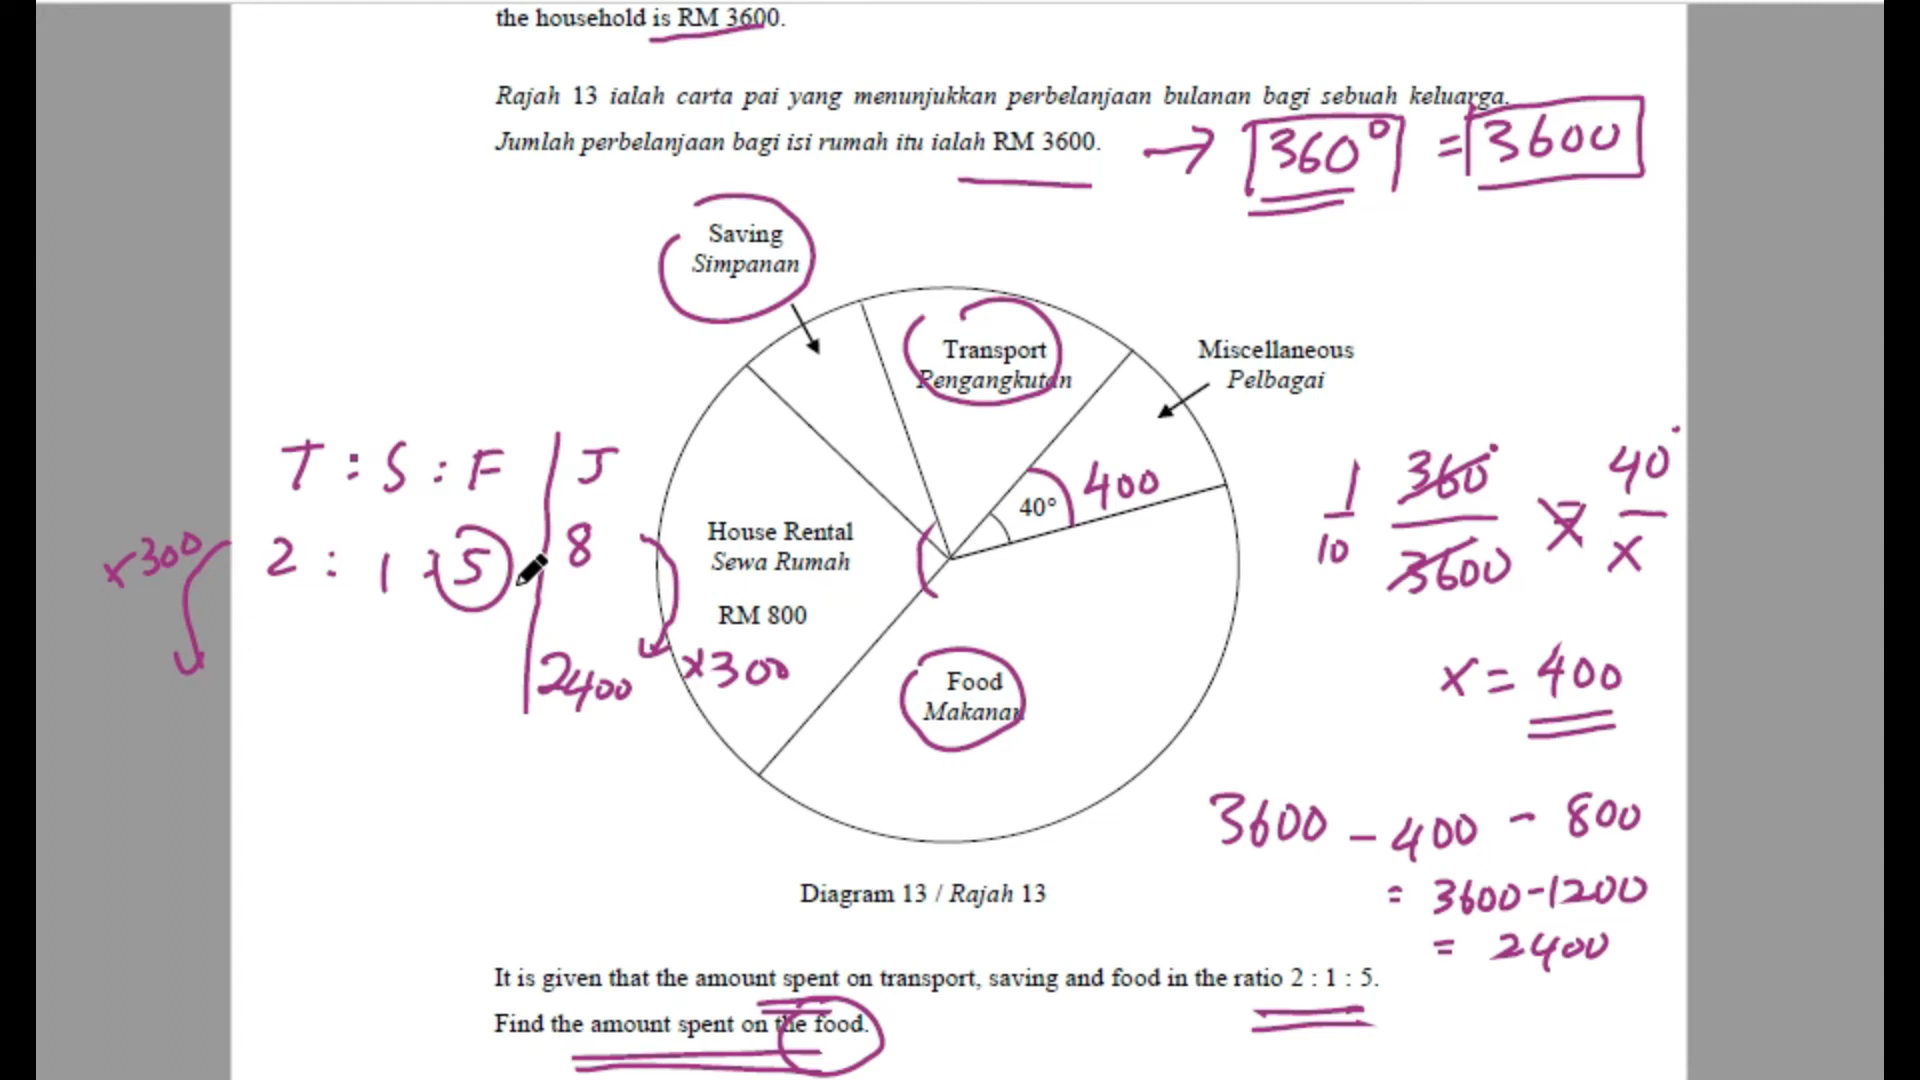 the household is RM 3600.
Rajah 13 ialah carta pai yang menunjukkan perbelanjaan bulanan bagi sebuah keluarga.
Jumlah perbelanjaan bagi isi rumah itu ialah RM 3600.
→ 360° = 3600
Saving
Simpanan
Transport
Pengangkutan
Miscellaneous
Pelbagai
40°
400
House Rental
Sewa Rumah
RM 800
Food
Makanan
T : S : F | J
2 : 1 : 5 | 8
×300
2400
×300
1/10 360°/3600 = 40°/x
x = 400
3600 - 400 - 800
= 3600 - 1200
= 2400
Diagram 13 / Rajah 13
It is given that the amount spent on transport, saving and food in the ratio 2 : 1 : 5.
Find the amount spent on the food.